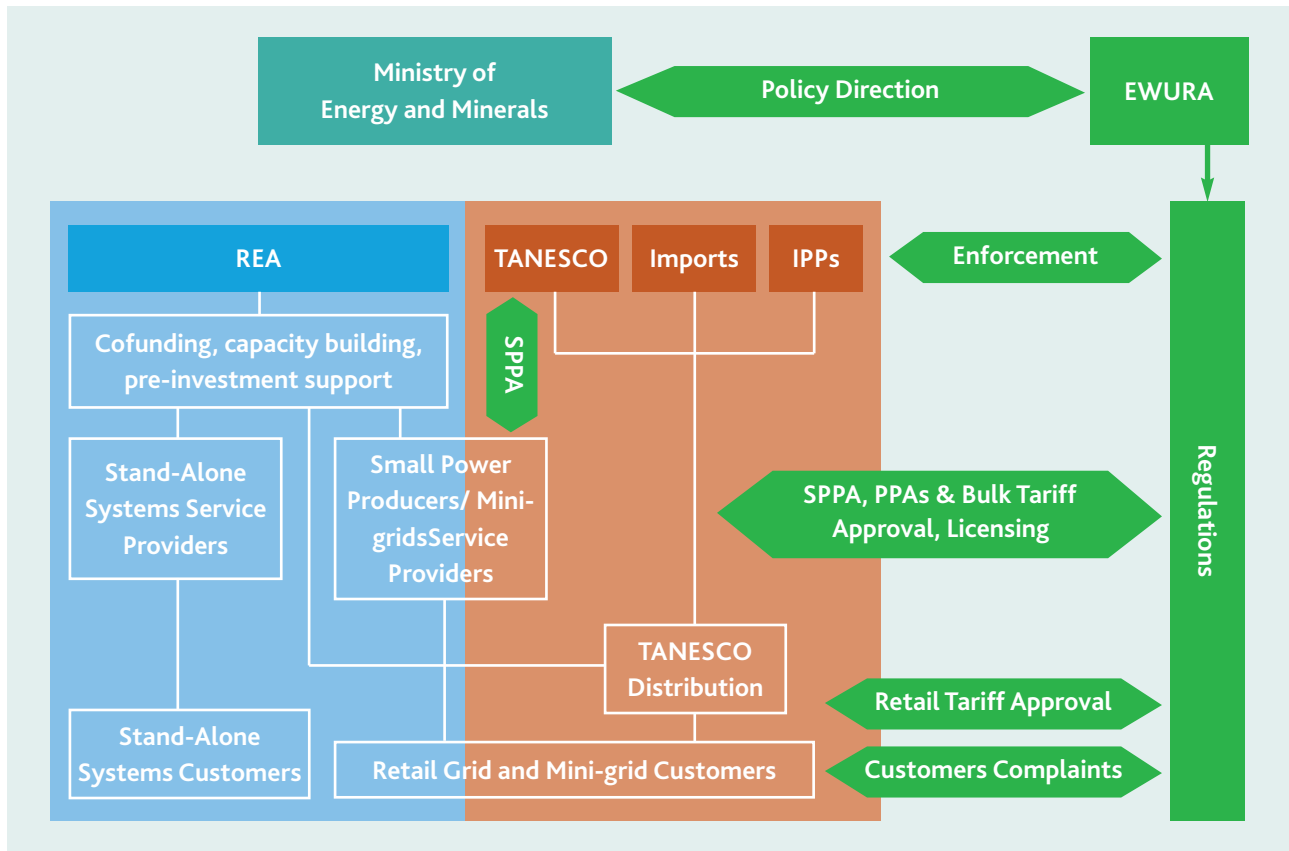 Ministry of
Energy and Minerals
Policy Direction
EWURA
REA
TANESCO
Imports
IPPs
Enforcement
Cofunding, capacity building,
pre-investment support
SPPA
Stand-Alone
Systems Service
Providers
Small Power
Producers/ Mini-
gridsService
Providers
SPPA, PPAs & Bulk Tariff
Approval, Licensing
Regulations
TANESCO
Distribution
Retail Tariff Approval
Stand-Alone
Systems Customers
Retail Grid and Mini-grid Customers
Customers Complaints